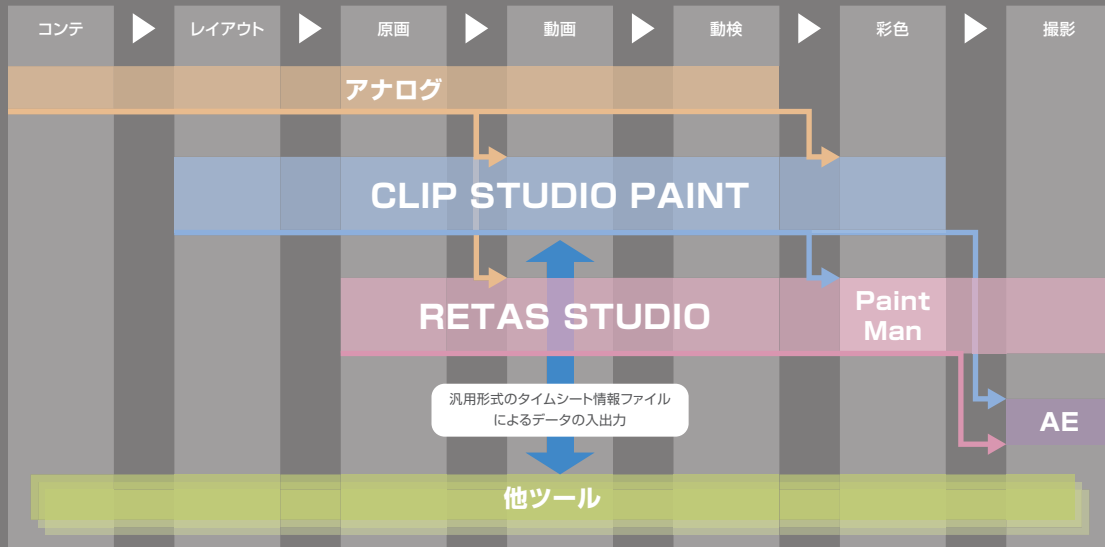 コンテ
レイアウト
原画
動画
動検
彩色
撮影
アナログ
CLIP STUDIO PAINT
RETAS STUDIO
Paint
Man
汎用形式のタイムシート情報ファイル
によるデータの入出力
AE
他ツール